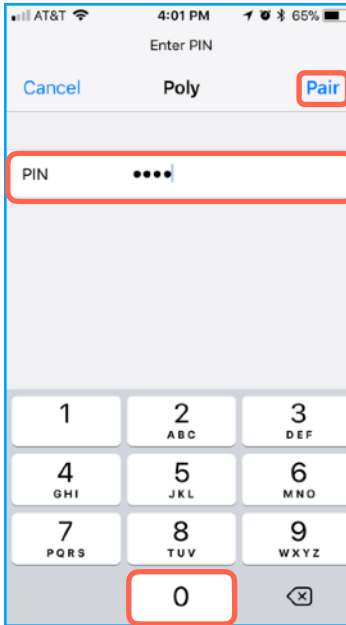 AT&T 4:01 PM 65%
Enter PIN
Cancel Poly Pair
PIN ••••
1 2 3
ABC DEF
4 5 6
GHI JKL MNO
7 8 9
PQRS TUV WXYZ
0